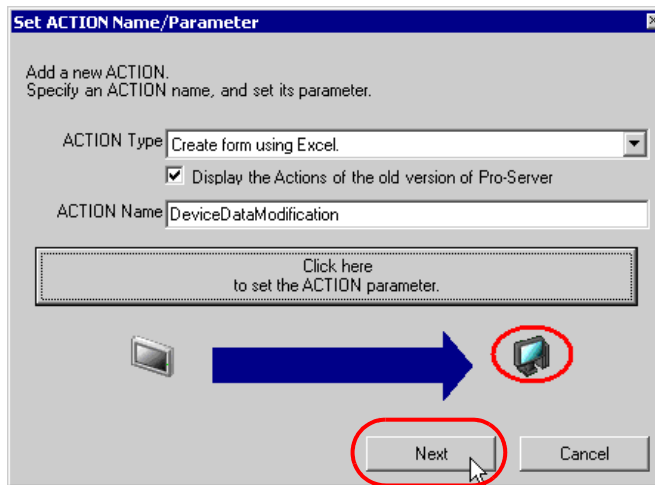 Set ACTION Name/Parameter
Add a new ACTION.
Specify an ACTION name, and set its parameter.
ACTION Type Create form using Excel.
Display the Actions of the old version of Pro-Server
ACTION Name DeviceDataModification
Click here
to set the ACTION parameter.
Next Cancel